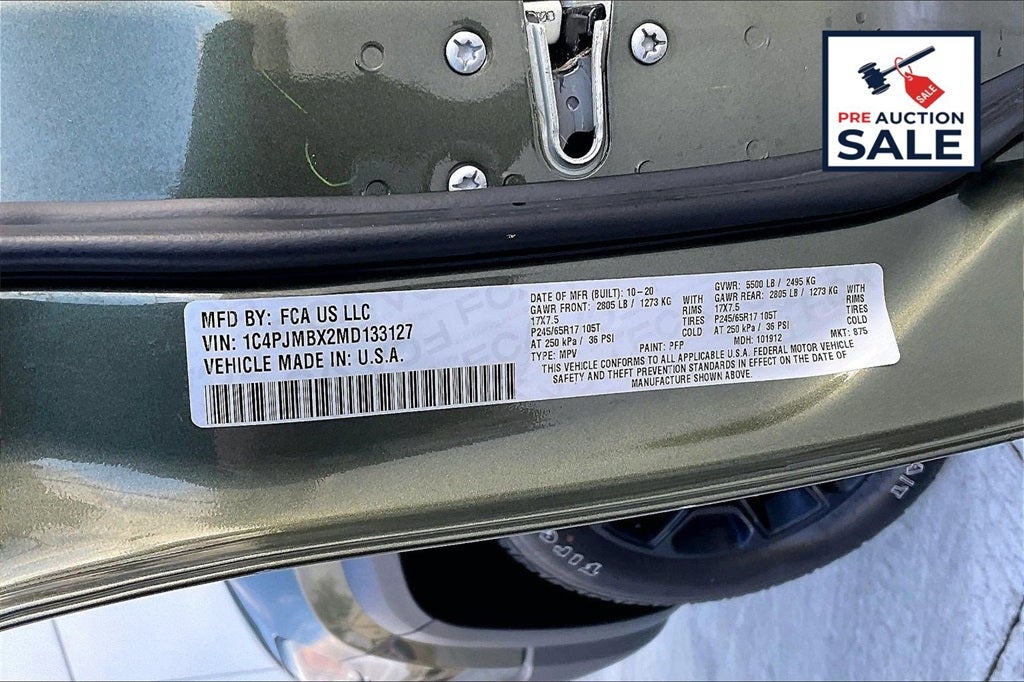 PRE AUCTION
SALE
SALE
MFD BY: FCA US LLC
VIN: 1C4PJMBX2MD133127
VEHICLE MADE IN: U.S.A.
DATE OF MFR (BUILT): 10-20
GAWR FRONT: 2805 LB / 1273 KG WITH
17X7.5 RIMS
P245/65R17 105T TIRES
AT 250 kPa / 36 PSI COLD
TYPE: MPV PAINT: PFP
GVWR: 5500 LB / 2495 KG
GAWR REAR: 2805 LB / 1273 KG WITH
17X7.5 RIMS
P245/65R17 105T TIRES
AT 250 kPa / 36 PSI COLD
MDH: 101912 MKT: 875
THIS VEHICLE CONFORMS TO ALL APPLICABLE U.S.A. FEDERAL MOTOR VEHICLE
SAFETY AND THEFT PREVENTION STANDARDS IN EFFECT ON THE DATE OF
MANUFACTURE SHOWN ABOVE.